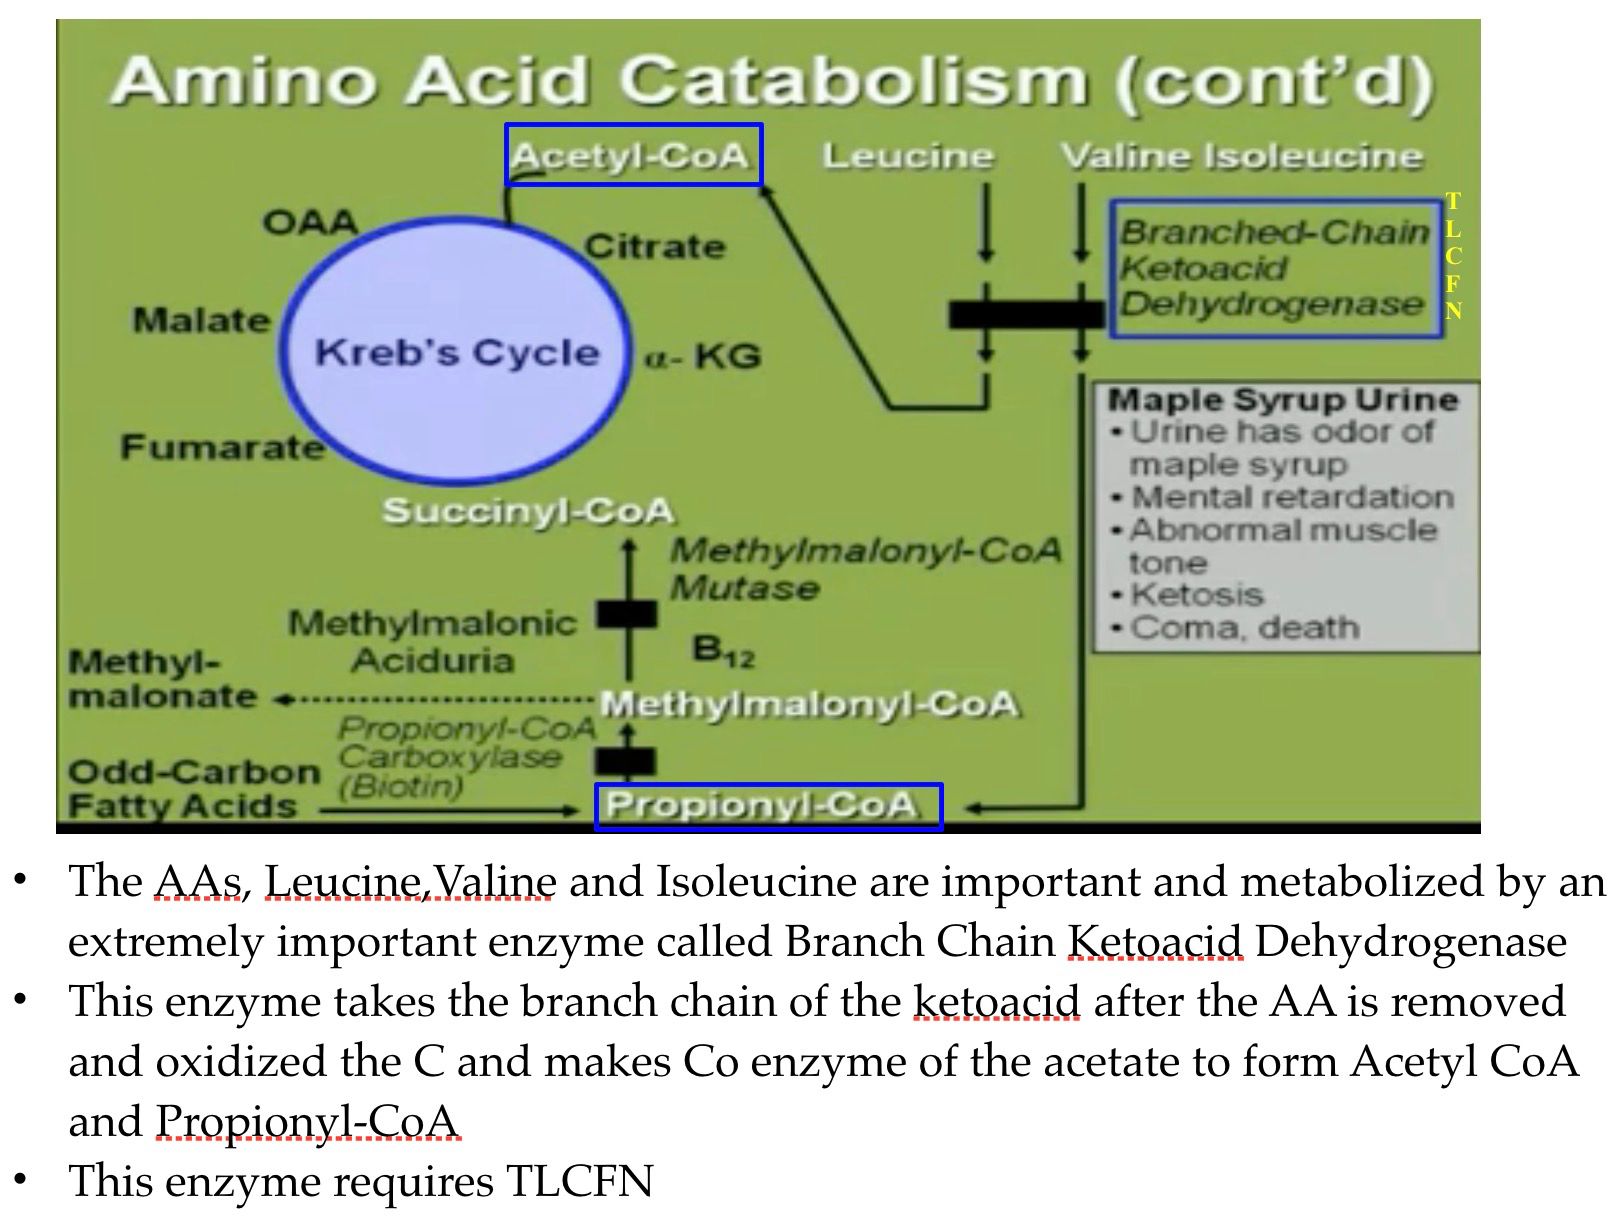 Amino Acid Catabolism (cont'd)
Acetyl-CoA
Leucine
Valine Isoleucine
T
L
C
F
N
Branched-Chain
Ketoacid
Dehydrogenase
OAA
Citrate
Malate
Kreb's Cycle
α- KG
Fumarate
Succinyl-CoA
Maple Syrup Urine
• Urine has odor of
maple syrup
• Mental retardation
• Abnormal muscle
tone
• Ketosis
• Coma, death
Methylmalonyl-CoA
Mutase
B12
Methylmalonic
Aciduria
Methyl-
malonate
Methylmalonyl-CoA
Propionyl-CoA
Carboxylase
(Biotin)
Odd-Carbon
Fatty Acids
Propionyl-CoA
• The AAs, Leucine,Valine and Isoleucine are important and metabolized by an
extremely important enzyme called Branch Chain Ketoacid Dehydrogenase
• This enzyme takes the branch chain of the ketoacid after the AA is removed
and oxidized the C and makes Co enzyme of the acetate to form Acetyl CoA
and Propionyl-CoA
• This enzyme requires TLCFN